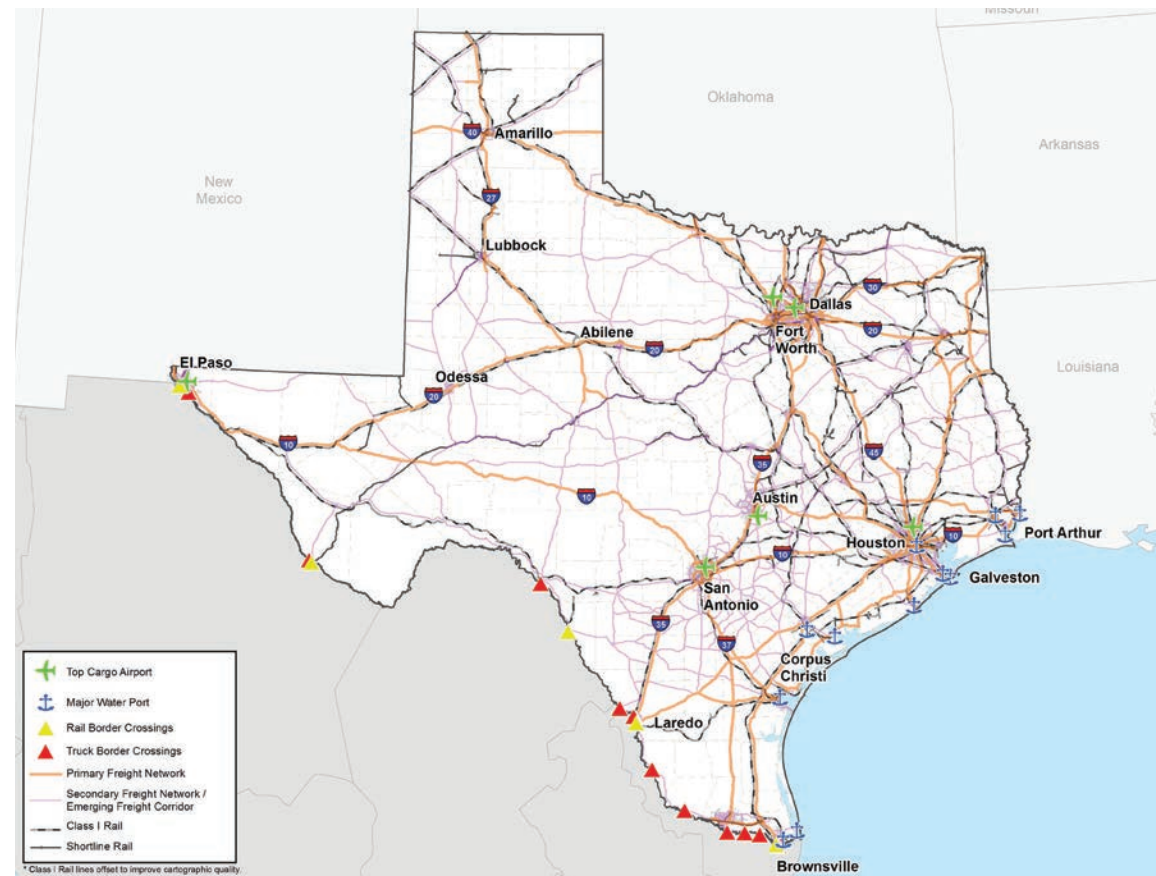 Missouri
Oklahoma
Arkansas
New
Mexico
40
Amarillo
27
Lubbock
Dallas
30
Fort
Worth
20
Abilene
20
Louisiana
El Paso
Odessa
20
10
35
45
10
Austin
Houston
10
Port Arthur
10
Galveston
San
Antonio
35
37
Corpus
Christi
Laredo
Brownsville
Top Cargo Airport
Major Water Port
Rail Border Crossings
Truck Border Crossings
Primary Freight Network
Secondary Freight Network /
Emerging Freight Corridor
Class I Rail
Shortline Rail
* Class I Rail lines offset to improve cartographic quality.